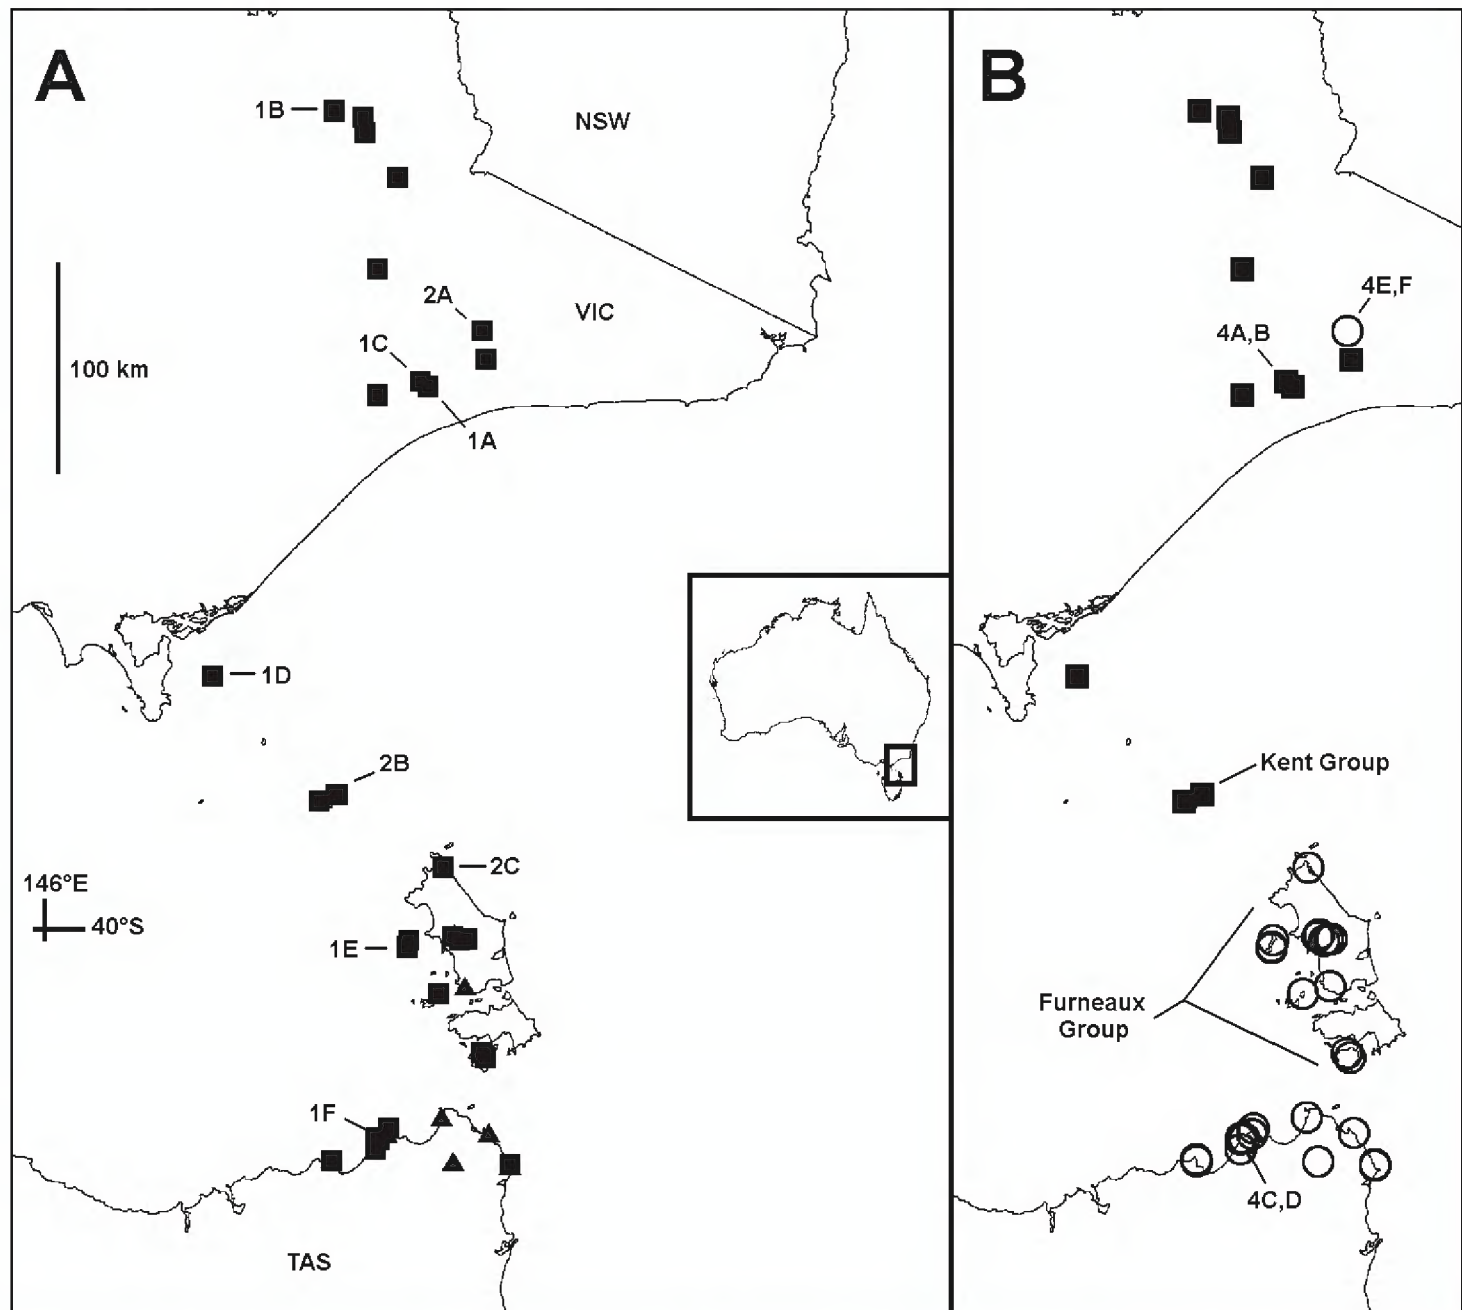 A
1B
NSW
2A
VIC
1C
100 km
1A
1D
2B
2C
146°E
40°S
1E
1F
TAS
B
4E,F
4A,B
Kent Group
Furneaux
Group
4C,D